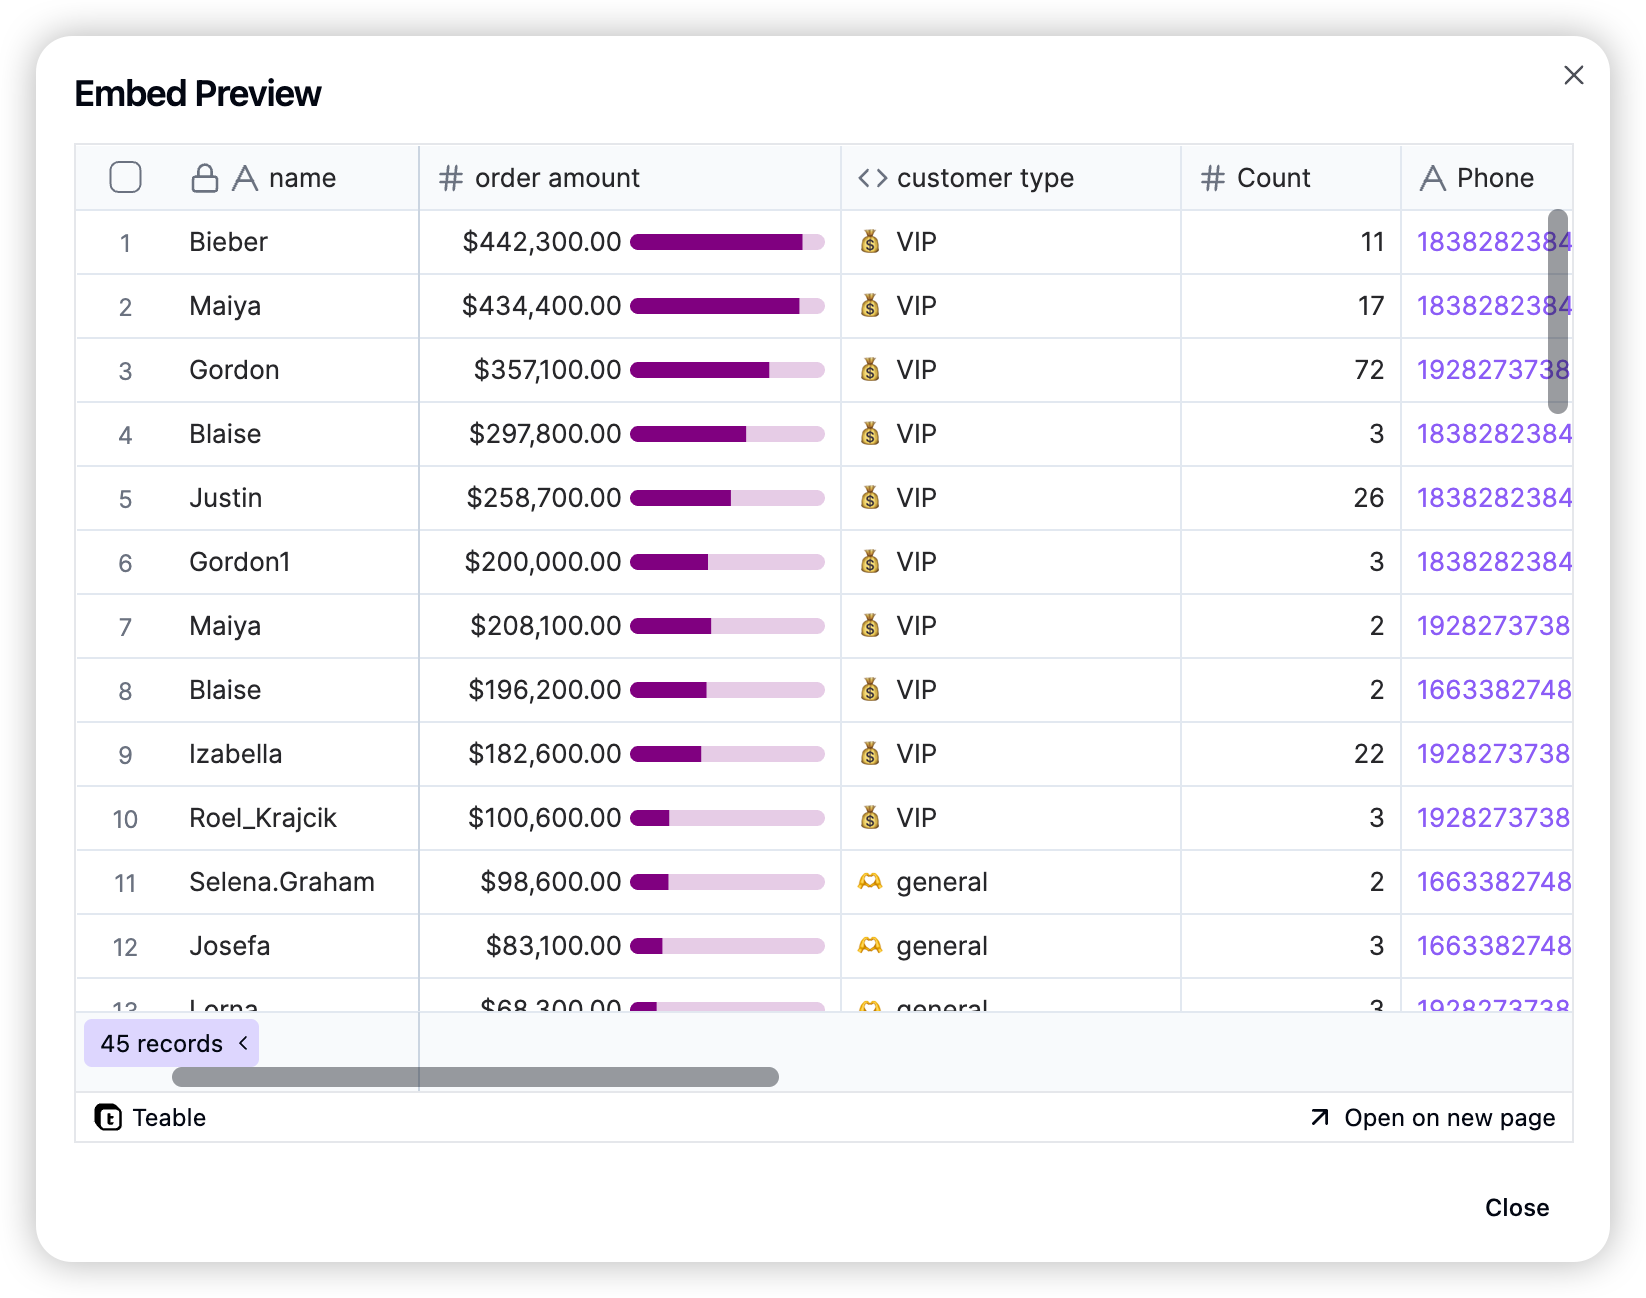 Embed Preview
name order amount customer type Count Phone
1 Bieber $442,300.00 VIP 11 1838282384
2 Maiya $434,400.00 VIP 17 1838282384
3 Gordon $357,100.00 VIP 72 1928273738
4 Blaise $297,800.00 VIP 3 1838282384
5 Justin $258,700.00 VIP 26 1838282384
6 Gordon1 $200,000.00 VIP 3 1838282384
7 Maiya $208,100.00 VIP 2 1928273738
8 Blaise $196,200.00 VIP 2 1663382748
9 Izabella $182,600.00 VIP 22 1928273738
10 Roel_Krajcik $100,600.00 VIP 3 1928273738
11 Selena.Graham $98,600.00 general 2 1663382748
12 Josefa $83,100.00 general 3 1663382748
13 Lorna $68,300.00 general 3 1928273738
45 records
Teable Open on new page
Close